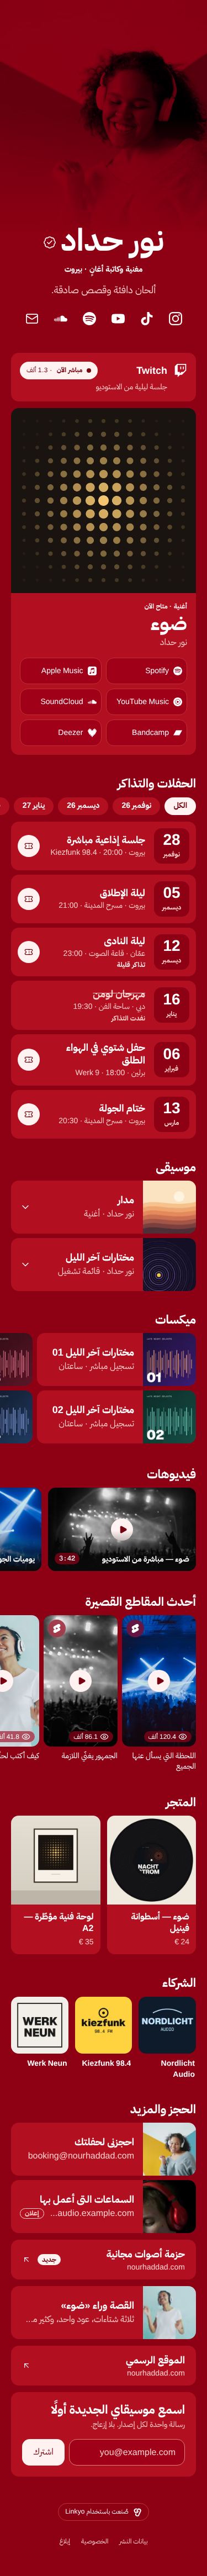 نور حداد
مغنية وكاتبة أغانٍ · بيروت
ألحان دافئة وقصص صادقة.
Twitch
مباشر الآن · 1.3 ألف
جلسة ليلية من الاستوديو
أغنية · متاح الآن
ضوء
نور حداد
Spotify
Apple Music
YouTube Music
SoundCloud
Bandcamp
Deezer
الحفلات والتذاكر
الكل
نوفمبر 26
ديسمبر 26
يناير 27
28
نوفمبر
جلسة إذاعية مباشرة
بيروت · Kiezfunk 98.4 · 20:00
05
ديسمبر
ليلة الإطلاق
بيروت · مسرح المدينة · 21:00
12
ديسمبر
ليلة النادي
عمّان · قاعة الصوت · 23:00
تذاكر قليلة
16
يناير
مهرجان لومن
دبي · ساحة الفن · 19:30
نفدت التذاكر
06
فبراير
حفل شتوي في الهواء
الطلق
برلين · Werk 9 · 18:00
13
مارس
ختام الجولة
بيروت · مسرح المدينة · 20:30
موسيقى
مدار
نور حداد · أغنية
مختارات آخر الليل
نور حداد · قائمة تشغيل
ميكسات
01
مختارات آخر الليل 01
تسجيل مباشر · ساعتان
02
مختارات آخر الليل 02
تسجيل مباشر · ساعتان
فيديوهات
ضوء — مباشرة من الاستوديو
3:42
يوميات الجو
أحدث المقاطع القصيرة
120.4 ألف
86.1 ألف
41.8 ألف
اللحظة التي يسأل عنها
الجميع
الجمهور يغنّي اللازمة
كيف أكتب لحنًا
المتجر
NACHT
STROM
ضوء — أسطوانة
فينيل
€ 24
لوحة فنية مؤطّرة —
A2
€ 35
الشركاء
NORDLICHT
AUDIO
kiezfunk
98.4 FM
WERK
NEUN
Nordlicht
Audio
Kiezfunk 98.4
Werk Neun
الحجز والمزيد
احجزني لحفلتك
booking@nourhaddad.com
السماعات التي أعمل بها
...audio.example.com
إعلان
حزمة أصوات مجانية
nourhaddad.com
جديد
القصة وراء «ضوء»
ثلاثة شتاءات، عود واحد، وكثير م...
الموقع الرسمي
nourhaddad.com
اسمع موسيقاي الجديدة أولًا
رسالة واحدة لكل إصدار. بلا إزعاج.
you@example.com
اشترك
صُنعت باستخدام Linkyo
بيانات النشر
الخصوصية
إبلاغ